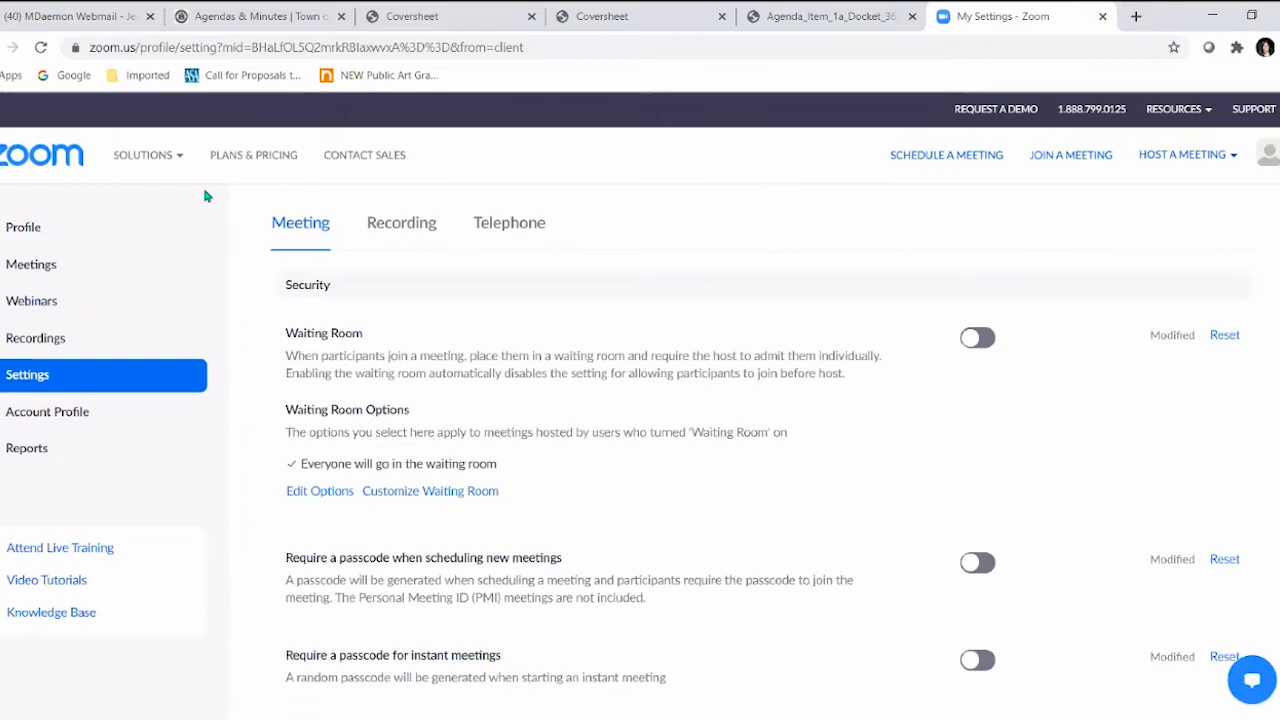 (40) MDaemon Webmail - Je
Agendas & Minutes | Town o
Coversheet
Coversheet
Agenda_Item_1a_Docket_36
My Settings - Zoom
zoom.us/profile/setting?mid=BHaLfOL5Q2mrkRBIaxwvxA%3D%3D&from=client
Apps
Google
Imported
ASA
Call for Proposals t...
n
NEW Public Art Gra...
REQUEST A DEMO
1.888.799.0125
RESOURCES
SUPPORT
zoom
SOLUTIONS
PLANS & PRICING
CONTACT SALES
SCHEDULE A MEETING
JOIN A MEETING
HOST A MEETING
Profile
Meetings
Webinars
Recordings
Settings
Account Profile
Reports
Attend Live Training
Video Tutorials
Knowledge Base
Meeting
Recording
Telephone
Security
Waiting Room
Modified
Reset
When participants join a meeting, place them in a waiting room and require the host to admit them individually.
Enabling the waiting room automatically disables the setting for allowing participants to join before host.
Waiting Room Options
The options you select here apply to meetings hosted by users who turned 'Waiting Room' on
✓ Everyone will go in the waiting room
Edit Options
Customize Waiting Room
Require a passcode when scheduling new meetings
Modified
Reset
A passcode will be generated when scheduling a meeting and participants require the passcode to join the
meeting. The Personal Meeting ID (PMI) meetings are not included.
Require a passcode for instant meetings
Modified
Reset
A random passcode will be generated when starting an instant meeting